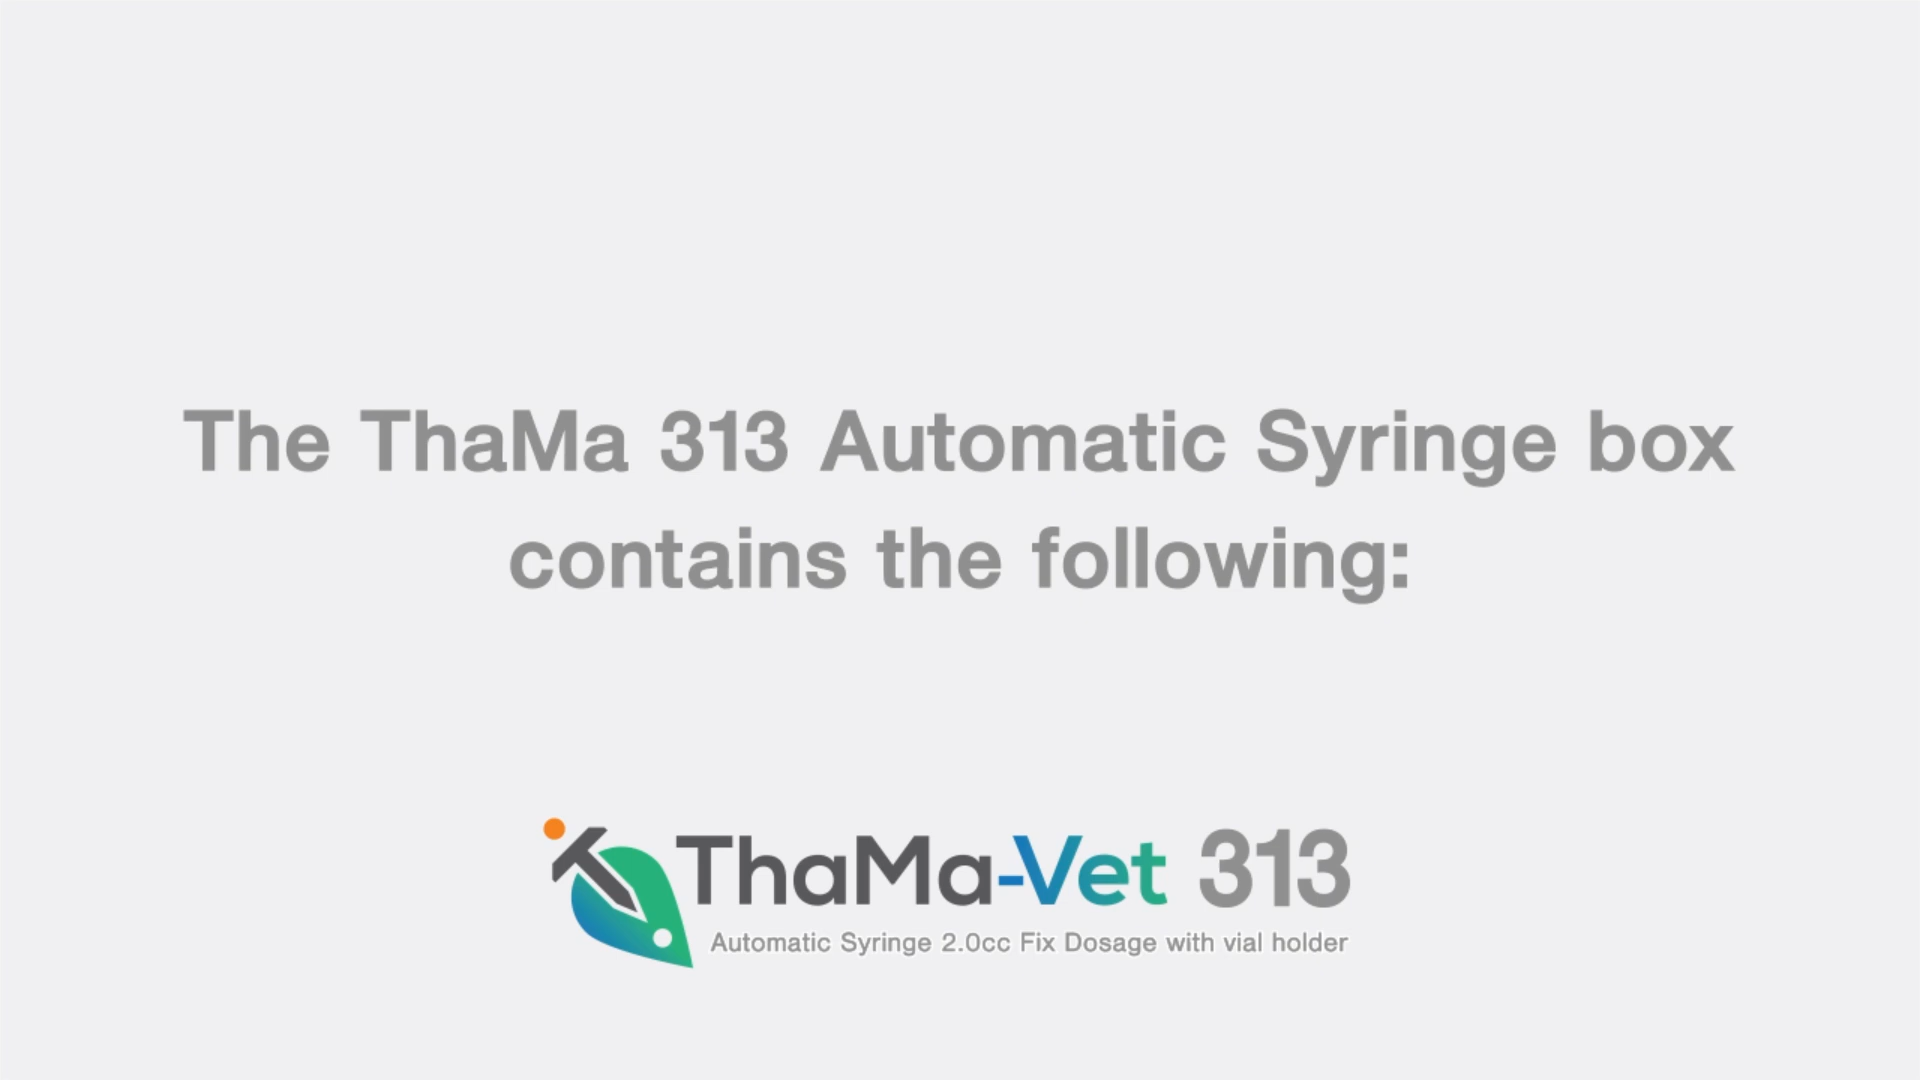 The ThaMa 313 Automatic Syringe box
contains the following:
ThaMa-Vet 313
Automatic Syringe 2.0cc Fix Dosage with vial holder